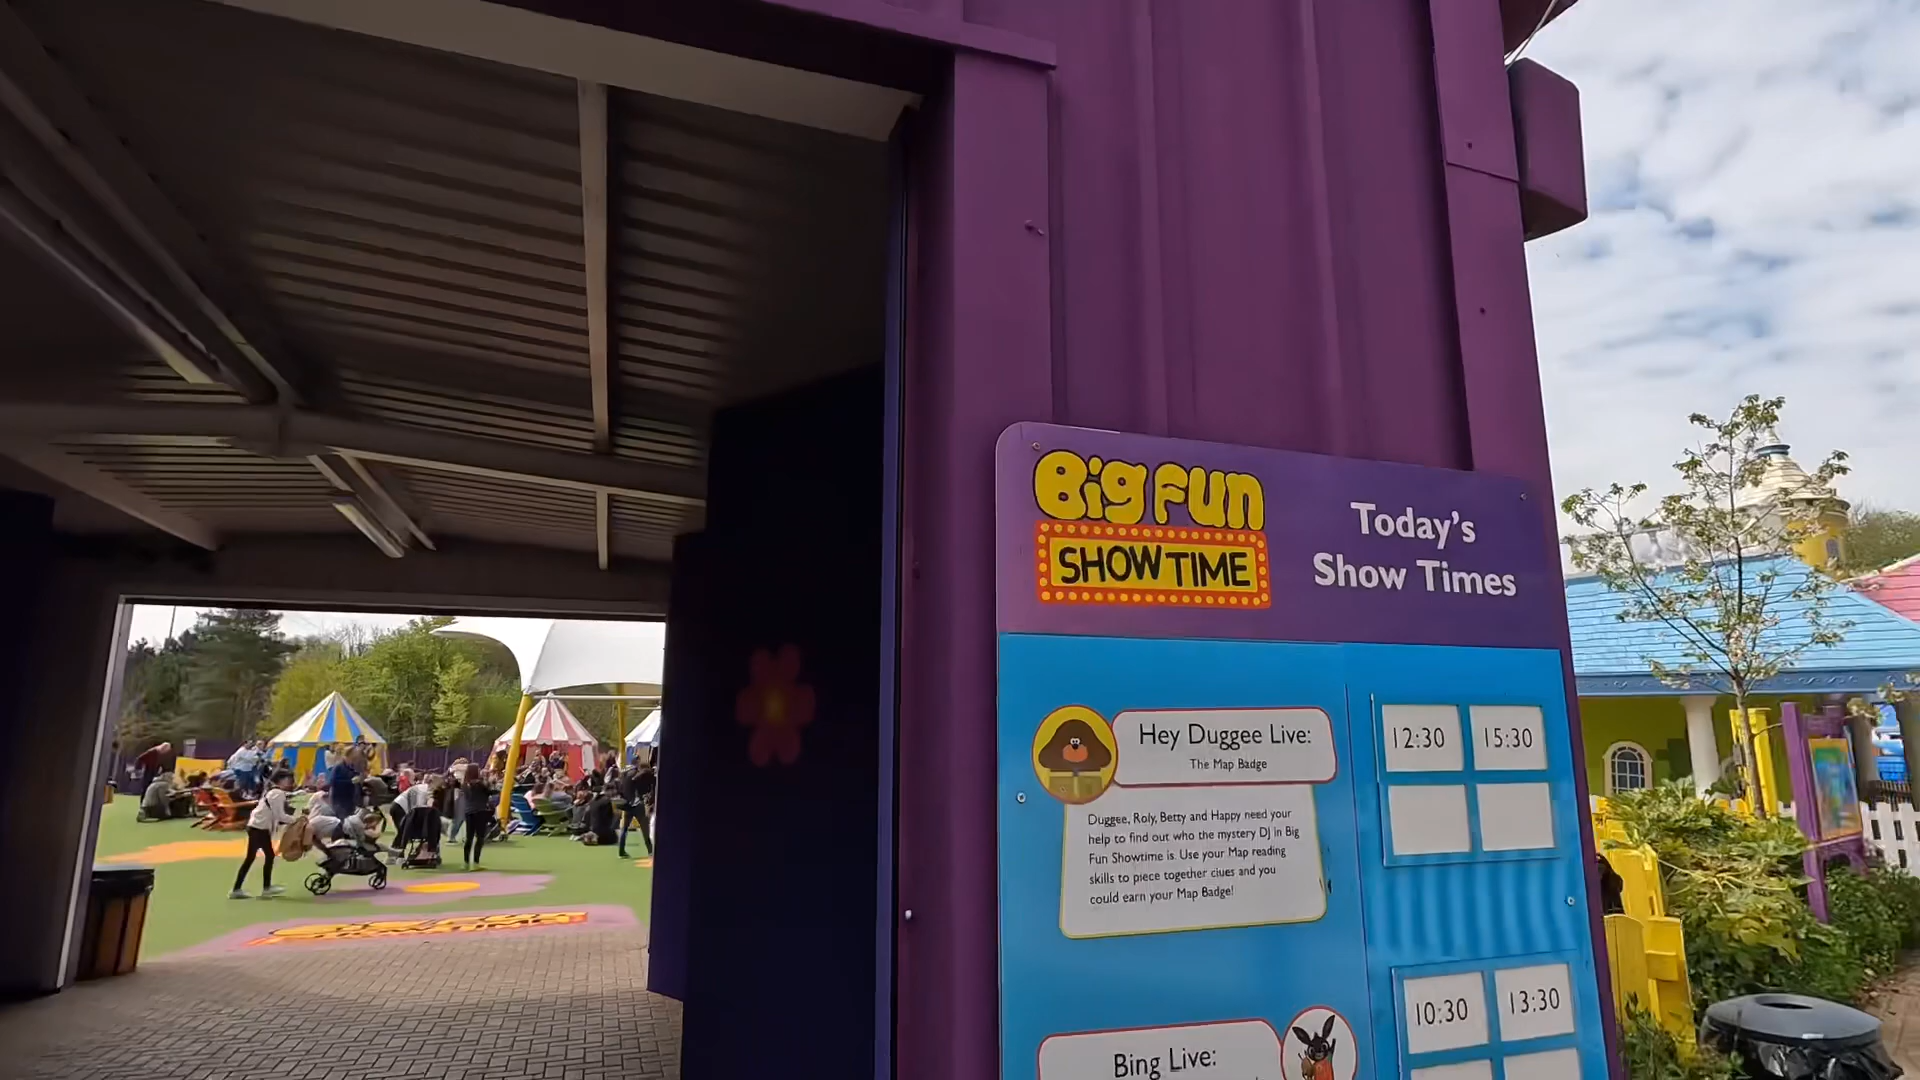 Big Fun
SHOWTIME
Today's
Show Times
Hey Duggee Live:
The Map Badge
12:30 15:30
Duggee, Roly, Betty and Happy need your
help to find out who the mystery DJ in Big
Fun Showtime is. Use your Map reading
skills to piece together clues and you
could earn your Map Badge!
10:30 13:30
Bing Live: